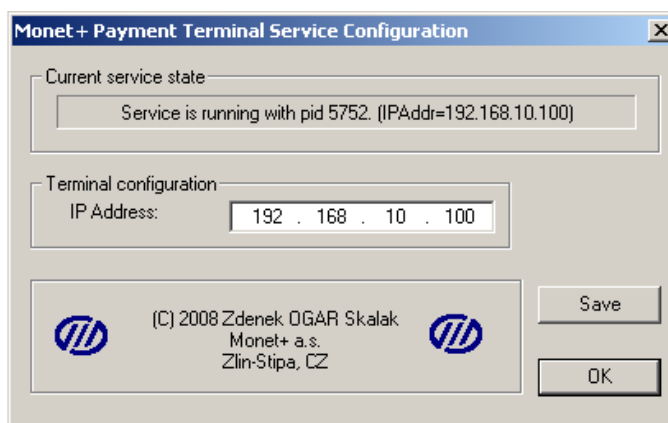 Monet+ Payment Terminal Service Configuration
Current service state
Service is running with pid 5752. (IPAddr=192.168.10.100)
Terminal configuration
IP Address: 192 . 168 . 10 . 100
(C) 2008 Zdenek OGAR Skalak
Monet+ a.s.
Zlin-Stipa, CZ
Save
OK